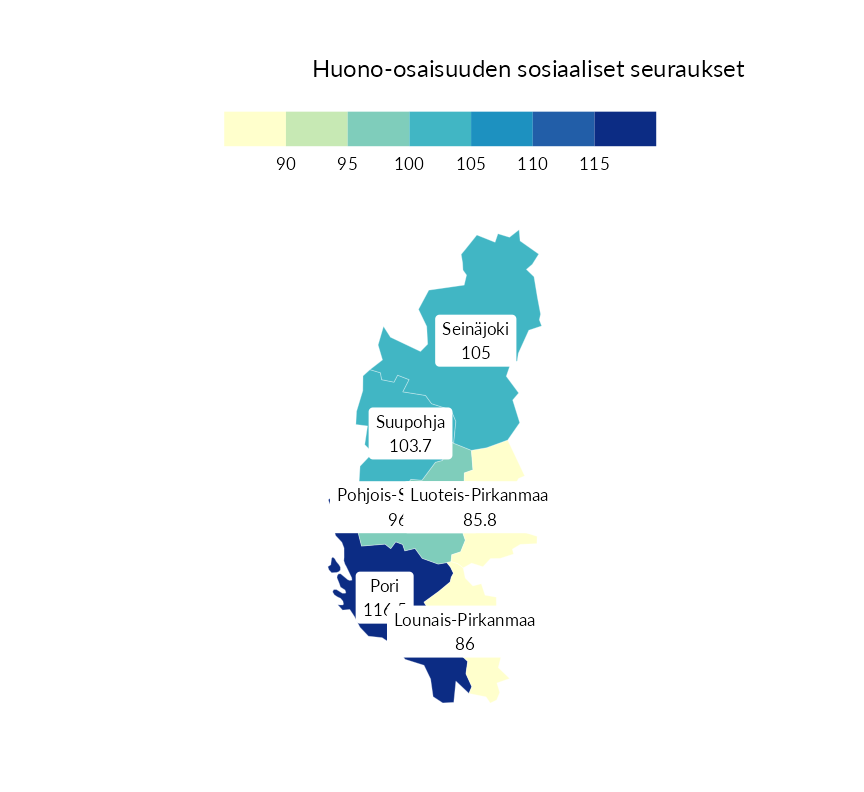 Huono-osaisuuden sosiaaliset seuraukset
90 95 100 105 110 115
Seinäjoki
105
Suupohja
103.7
Luoteis-Pirkanmaa
85.8
Pori
Lounais-Pirkanmaa
86